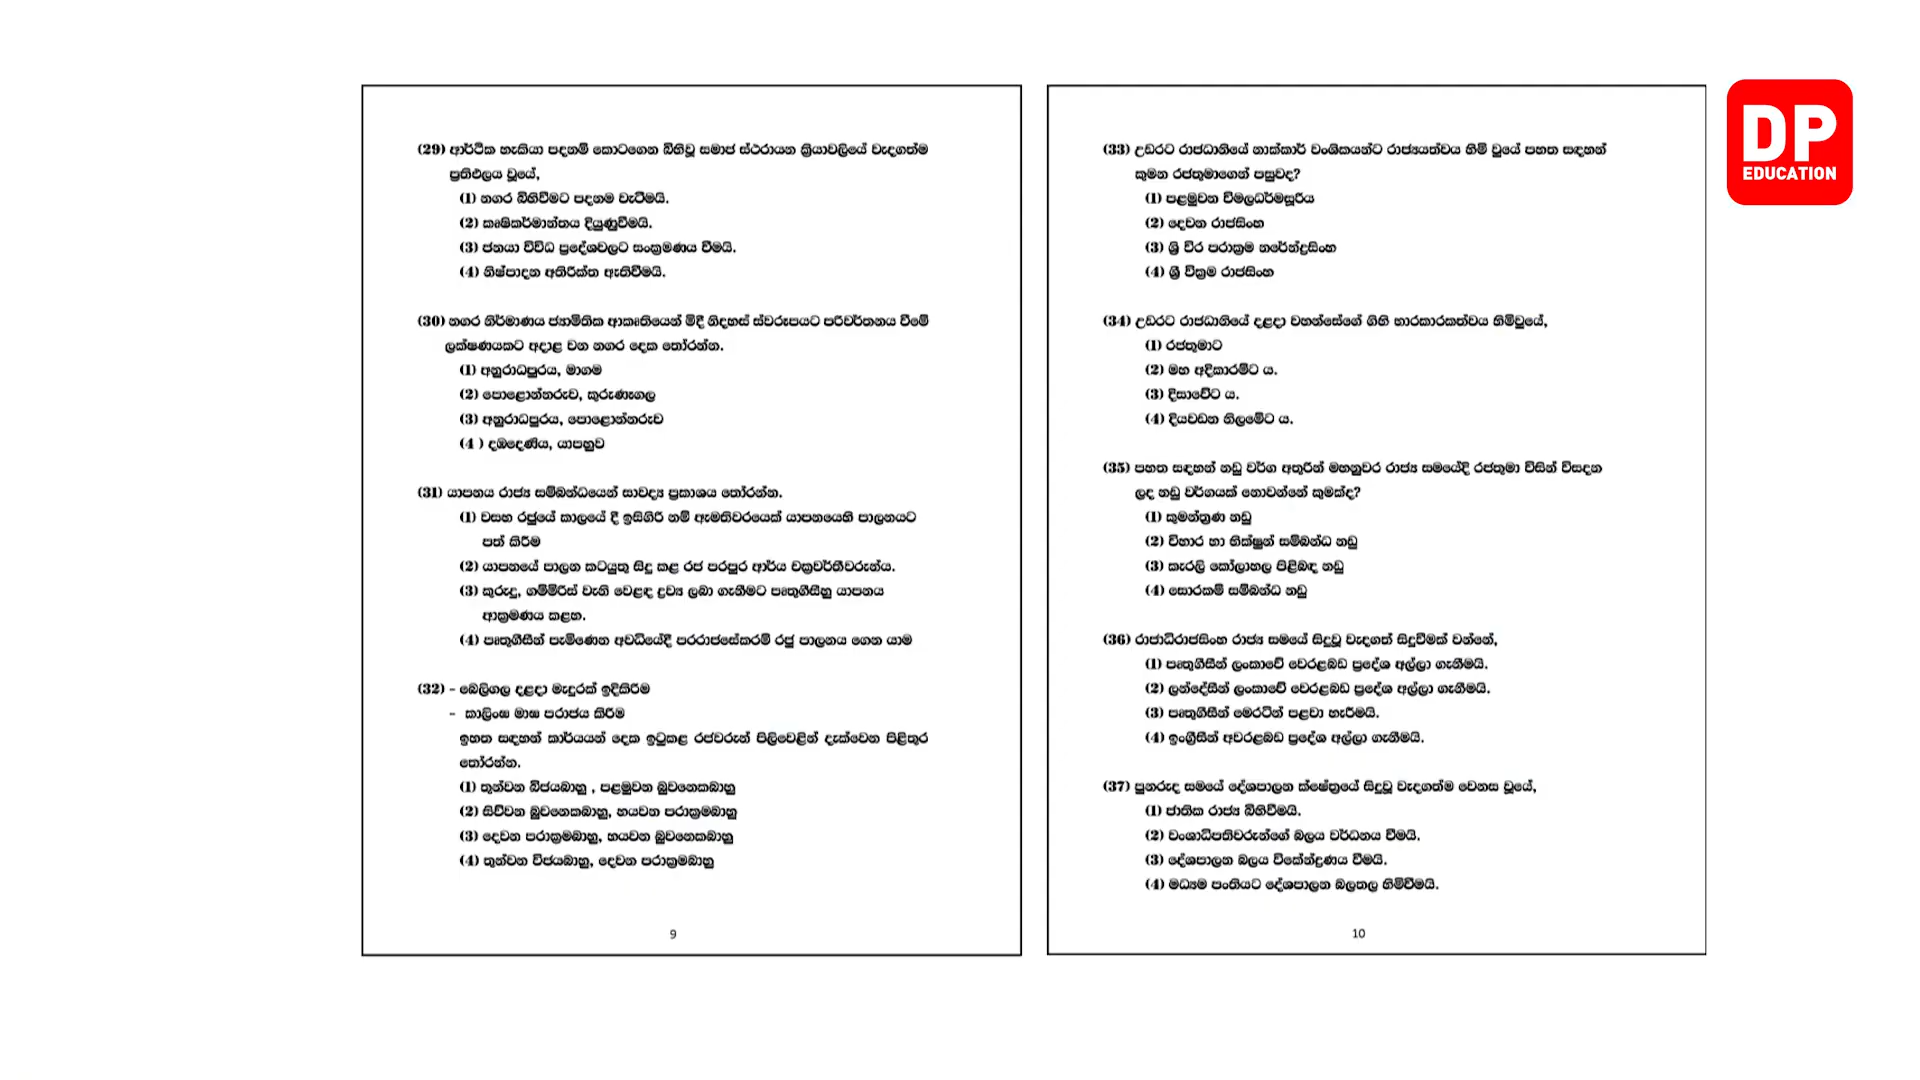 (29) ආර්ථික හැකියා පදනම් කොටගෙන බිහිවූ සමාජ ස්ථරායන ක්‍රියාවලියේ වැදගත්ම
ප්‍රතිඵලය වූයේ,
(1) නගර බිහිවීමට පදනම වැටීමයි.
(2) කෘෂිකර්මාන්තය දියුණුවීමයි.
(3) ජනයා විවිධ ප්‍රදේශවලට සංක්‍රමණය වීමයි.
(4) නිෂ්පාදන අතිරික්ත ඇතිවීමයි.
(30) නගර නිර්මාණය ජ්‍යාමිතික ආකෘතියෙන් මිදී නිදහස් ස්වරූපයට පරිවර්තනය වීමේ
ලක්ෂණයකට අදාළ වන නගර දෙක තෝරන්න.
(1) අනුරාධපුරය, මාගම
(2) පොළොන්නරුව, කුරුණෑගල
(3) අනුරාධපුරය, පොළොන්නරුව
(4 ) දඹදෙණිය, යාපහුව
(31) යාපනය රාජ්‍ය සම්බන්ධයෙන් සාවද්‍ය ප්‍රකාශය තෝරන්න.
(1) වසභ රජුයේ කාලයේ දී ඉසිගිරි නම් ඇමතිවරයෙක් යාපනයෙහි පාලනයට
පත් කිරීම
(2) යාපනයේ පාලන කටයුතු සිදු කළ රජ පරපුර ආර්ය චක්‍රවර්තීවරුන්ය.
(3) කුරුදු, ගම්මිරිස් වැනි වෙළඳ ද්‍රව්‍ය ලබා ගැනීමට පෘතුගීසීහු යාපනය
ආක්‍රමණය කළහ.
(4) පෘතුගීසීන් පැමිණෙන අවධියේදී පරරාජසේකරම් රජු පාලනය ගෙන යාම
(32) - බෙලිගල දළදා මැදුරක් ඉදිකිරීම
- කාලිංඝ මාඝ පරාජය කිරීම
ඉහත සඳහන් කාර්යයන් දෙක ඉටුකළ රජවරුන් පිලිවෙළින් දැක්වෙන පිළිතුර
තෝරන්න.
(1) තුන්වන විජයබාහු , පළමුවන බුවනෙකබාහු
(2) සිව්වන බුවනෙකබාහු, හයවන පරාක්‍රමබාහු
(3) දෙවන පරාක්‍රමබාහු, හයවන බුවනෙකබාහු
(4) තුන්වන විජයබාහු, දෙවන පරාක්‍රමබාහු
9
(33) උඩරට රාජධානියේ නාක්කාර් වංශිකයන්ට රාජ්‍යයත්වය හිමි වූයේ පහත සඳහන්
කුමන රජතුමාගෙන් පසුවද?
(1) පළමුවන විමලධර්මසූරිය
(2) දෙවන රාජසිංහ
(3) ශ්‍රී වීර පරාක්‍රම නරේන්ද්‍රසිංහ
(4) ශ්‍රී වික්‍රම රාජසිංහ
(34) උඩරට රාජධානියේ දළදා වහන්සේගේ ගිහි භාරකාරකත්වය හිමිවූයේ,
(1) රජතුමාට
(2) මහ අදිකාරම්ට ය.
(3) දිසාවේට ය.
(4) දියවඩන නිලමේට ය.
(35) පහත සඳහන් නඩු වර්ග අතුරින් මහනුවර රාජ්‍ය සමයේදි රජතුමා විසින් විසදන
ලද නඩු වර්ගයක් නොවන්නේ කුමක්ද?
(1) කුමන්ත්‍රණ නඩු
(2) විහාර හා භික්ෂූන් සම්බන්ධ නඩු
(3) කැරලි කෝලාහල පිළිබඳ නඩු
(4) සොරකම් සම්බන්ධ නඩු
(36) රාජාධිරාජසිංහ රාජ්‍ය සමයේ සිදුවූ වැදගත් සිදුවීමක් වන්නේ,
(1) පෘතුගීසීන් ලංකාවේ වෙරළබඩ ප්‍රදේශ අල්ලා ගැනීමයි.
(2) ලන්දේසීන් ලංකාවේ වෙරළබඩ ප්‍රදේශ අල්ලා ගැනීමයි.
(3) පෘතුගීසීන් මෙරටින් පළවා හැරීමයි.
(4) ඉංග්‍රීසීන් අවරළබඩ ප්‍රදේශ අල්ලා ගැනීමයි.
(37) පුනරුද සමයේ දේශපාලන ක්ෂේත්‍රයේ සිදුවූ වැදගත්ම වෙනස වූයේ,
(1) ජාතික රාජ්‍ය බිහිවීමයි.
(2) වංශාධිපතිවරුන්ගේ බලය වර්ධනය වීමයි.
(3) දේශපාලන බලය විකේන්ද්‍රණය වීමයි.
(4) මධ්‍යම පංතියට දේශපාලන බලතල හිමිවීමයි.
10
DP
EDUCATION